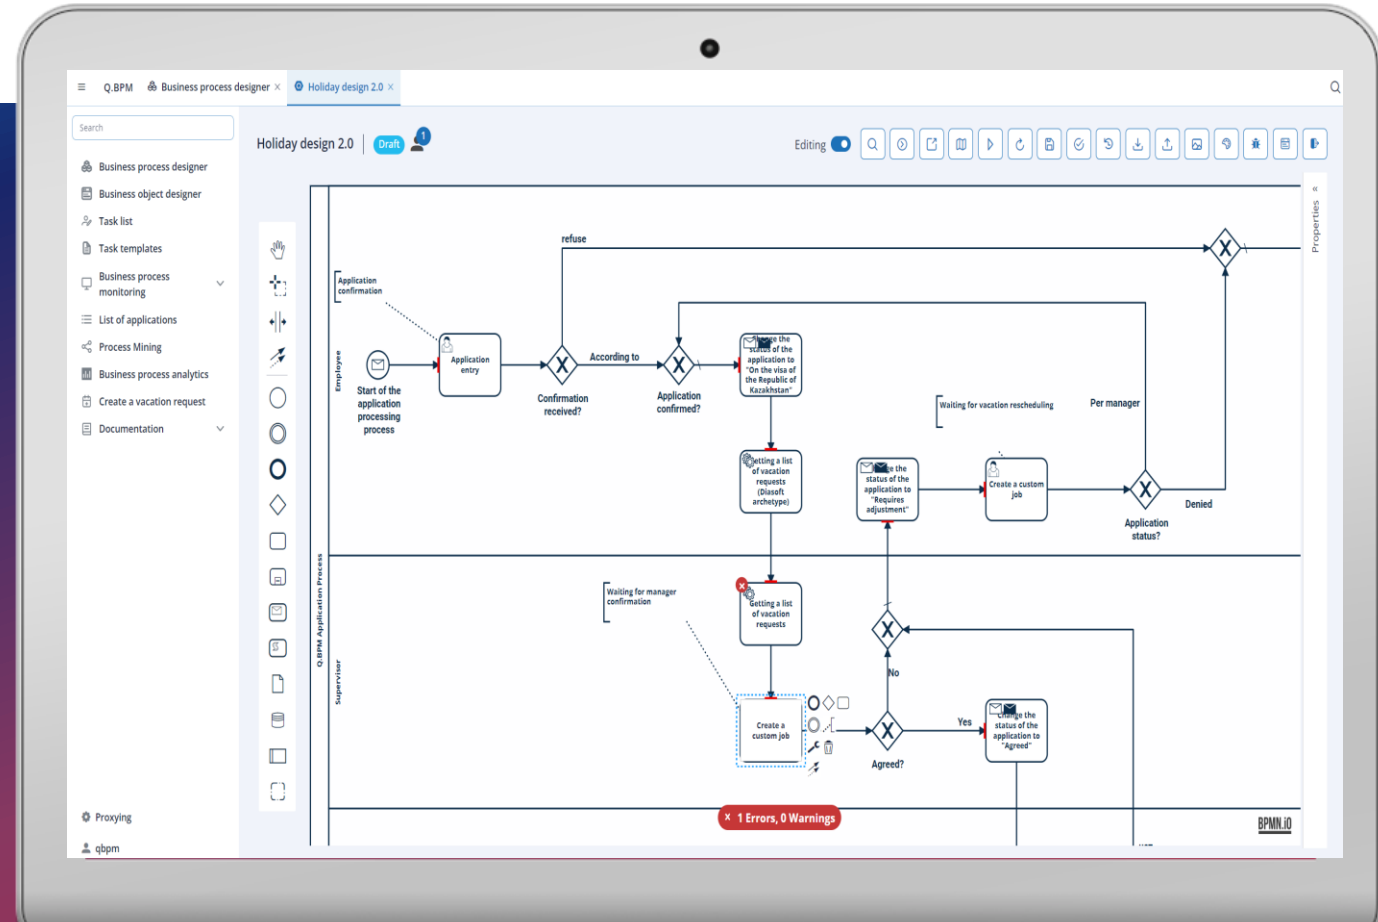 Q.BPM
Business process designer ×
Holiday design 2.0 ×
Search
Business process designer
Business object designer
Task list
Task templates
Business process
monitoring
List of applications
Process Mining
Business process analytics
Create a vacation request
Documentation
Proxying
qbpm
Holiday design 2.0
Draft
1
Editing
Properties
Q.BPM Application Process
Employee
Supervisor
refuse
Application
confirmation
Start of the
application
processing
process
Application
entry
Confirmation
received?
According to
Application
confirmed?
the
status of the
application to
"On the visa of
the Republic of
Kazakhstan"
Getting a list
of vacation
requests
(Diasoft
archetype)
Waiting for vacation rescheduling
Per manager
the
status of the
application to
"Requires
adjustment"
Create a custom
job
Application
status?
Denied
Waiting for manager
confirmation
Getting a list
of vacation
requests
Create a
custom job
No
Agreed?
Yes
Change the
status of the
application to
"Agreed"
× 1 Errors, 0 Warnings
BPMN.iO